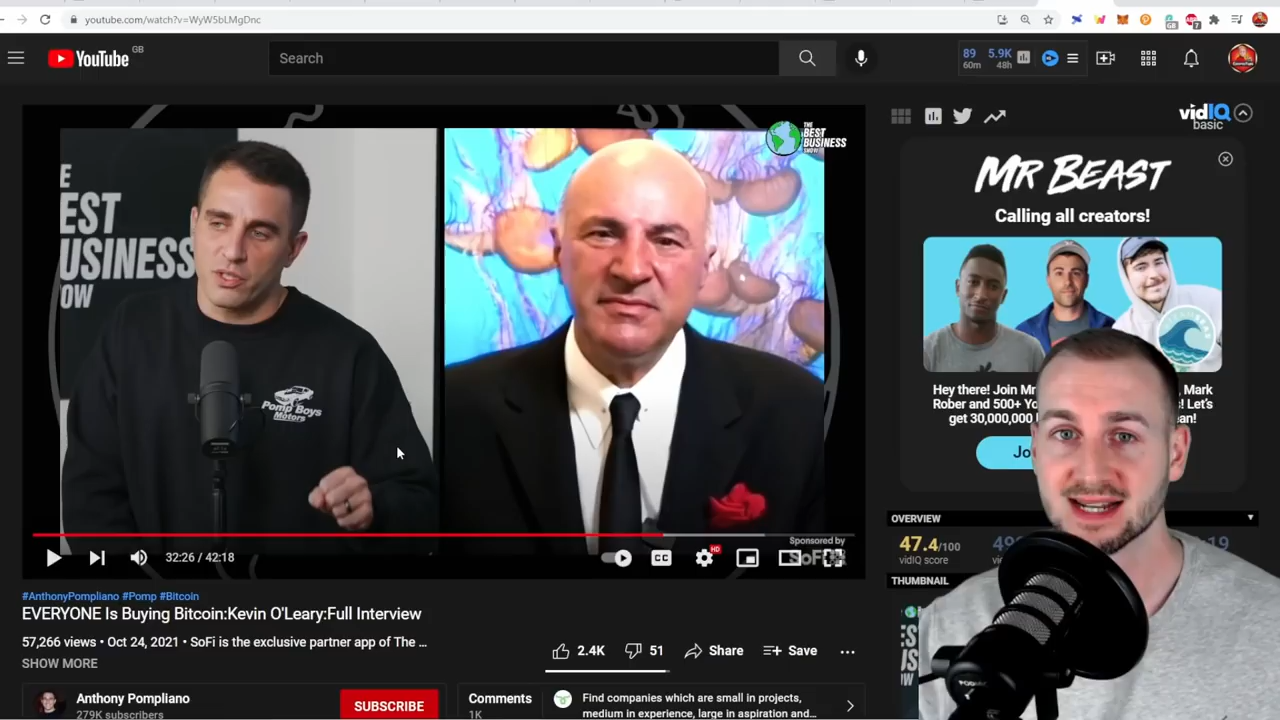 youtube.com/watch?v=WyW5bLMgDnc
YouTube GB
Search
89
60m
5.9K
48h
vidIQ
basic
THE
BEST
BUSINESS
SHOW
E
EST
USINESS
OW
Pomp Boys
Motors
MR BEAST
Calling all creators!
Hey there! Join Mr , Mark
Rober and 500+ Yo s! Let's
get 30,000,000 ean!
Jo
Sponsored by
SoFi
32:26 / 42:18
HD
OVERVIEW
47.4/100
vidIQ score
19
THUMBNAIL
#AnthonyPompliano #Pomp #Bitcoin
EVERYONE Is Buying Bitcoin:Kevin O'Leary:Full Interview
57,266 views • Oct 24, 2021 • SoFi is the exclusive partner app of The ...
SHOW MORE
2.4K
51
Share
Save
Anthony Pompliano
279K subscribers
SUBSCRIBE
Comments
1K
Find companies which are small in projects,
medium in experience, large in aspiration and...